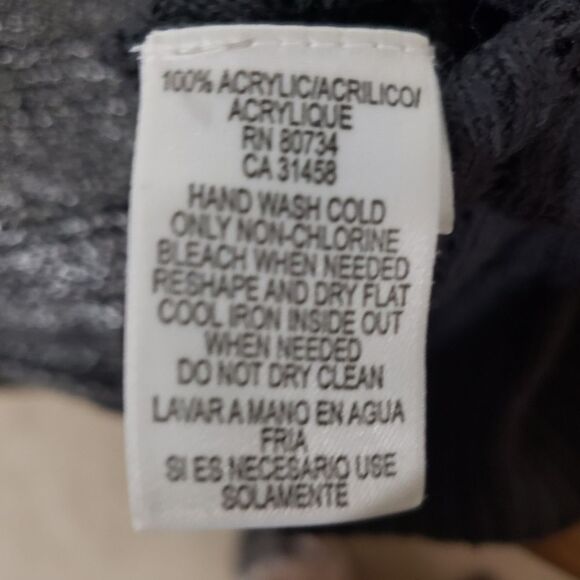 100% ACRYLIC/ACRILICO/
ACRYLIQUE
RN 80734
CA 31458
HAND WASH COLD
ONLY NON-CHLORINE
BLEACH WHEN NEEDED
RESHAPE AND DRY FLAT
COOL IRON INSIDE OUT
WHEN NEEDED
DO NOT DRY CLEAN
LAVAR A MANO EN AGUA
FRIA
SI ES NECESARIO USE
SOLAMENTE